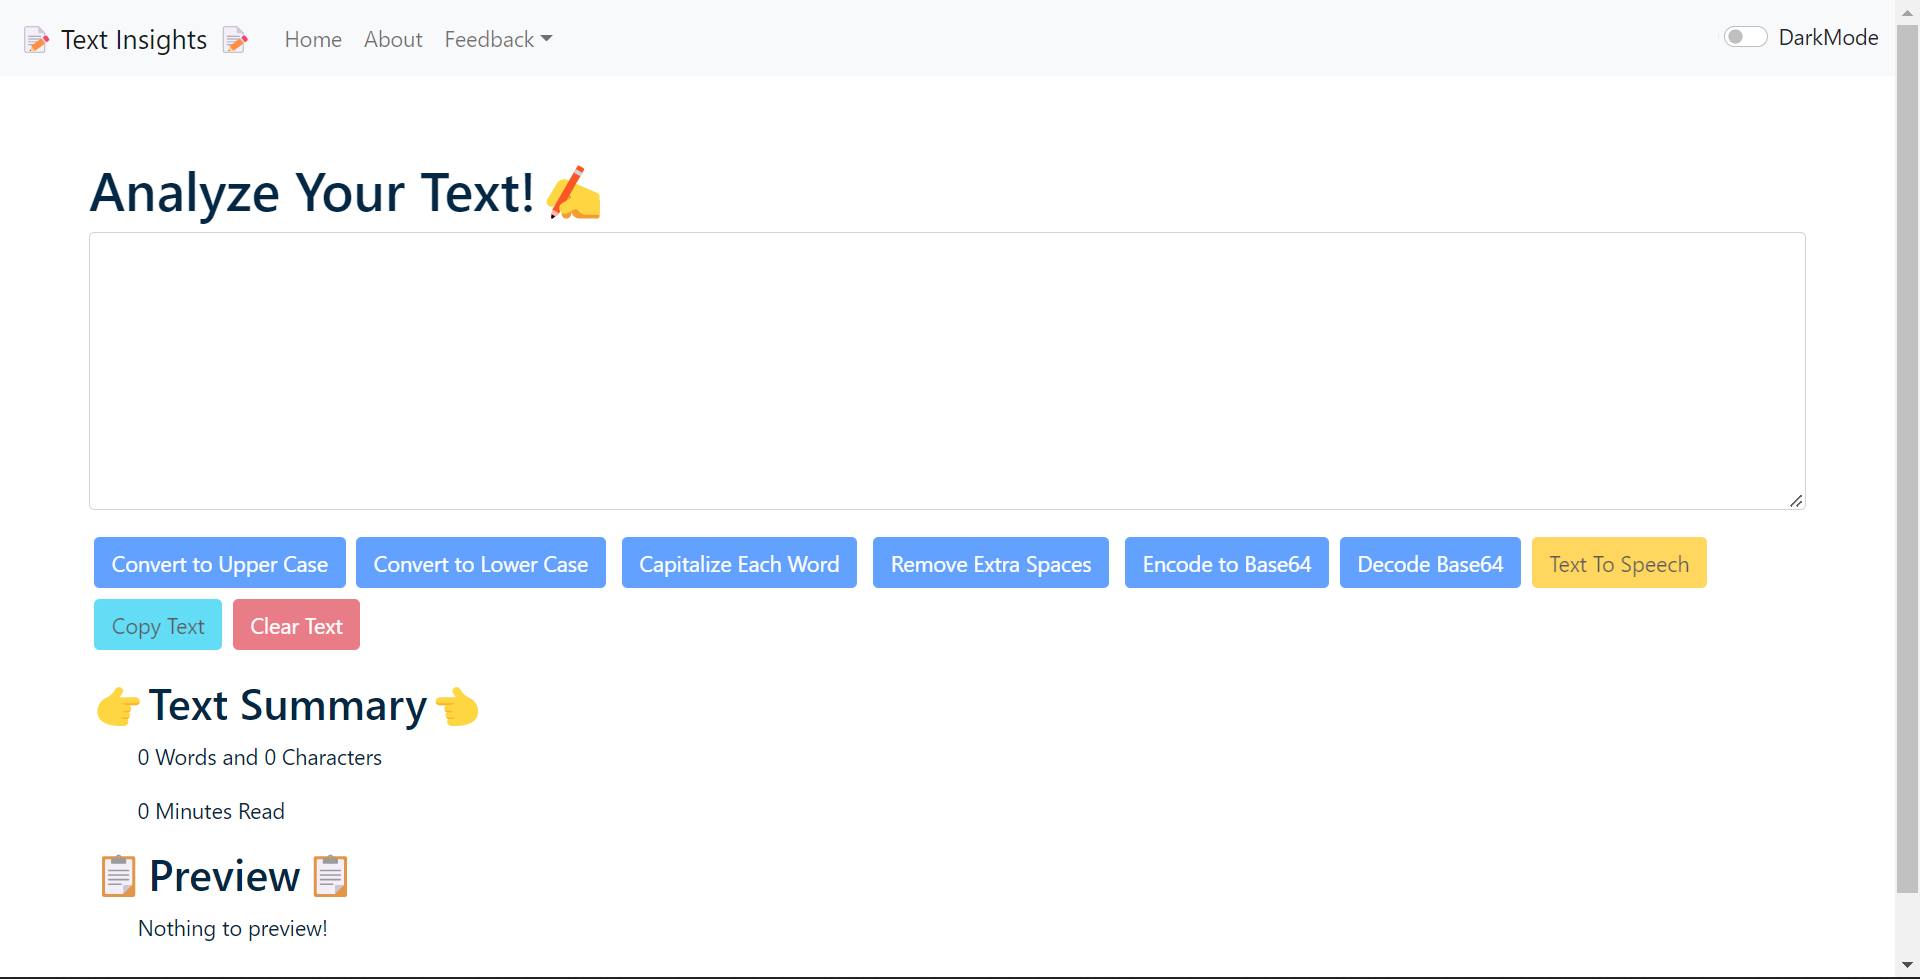 Text Insights
Home About Feedback
DarkMode
Analyze Your Text!
Convert to Upper Case Convert to Lower Case Capitalize Each Word Remove Extra Spaces Encode to Base64 Decode Base64 Text To Speech
Copy Text Clear Text
Text Summary
0 Words and 0 Characters
0 Minutes Read
Preview
Nothing to preview!